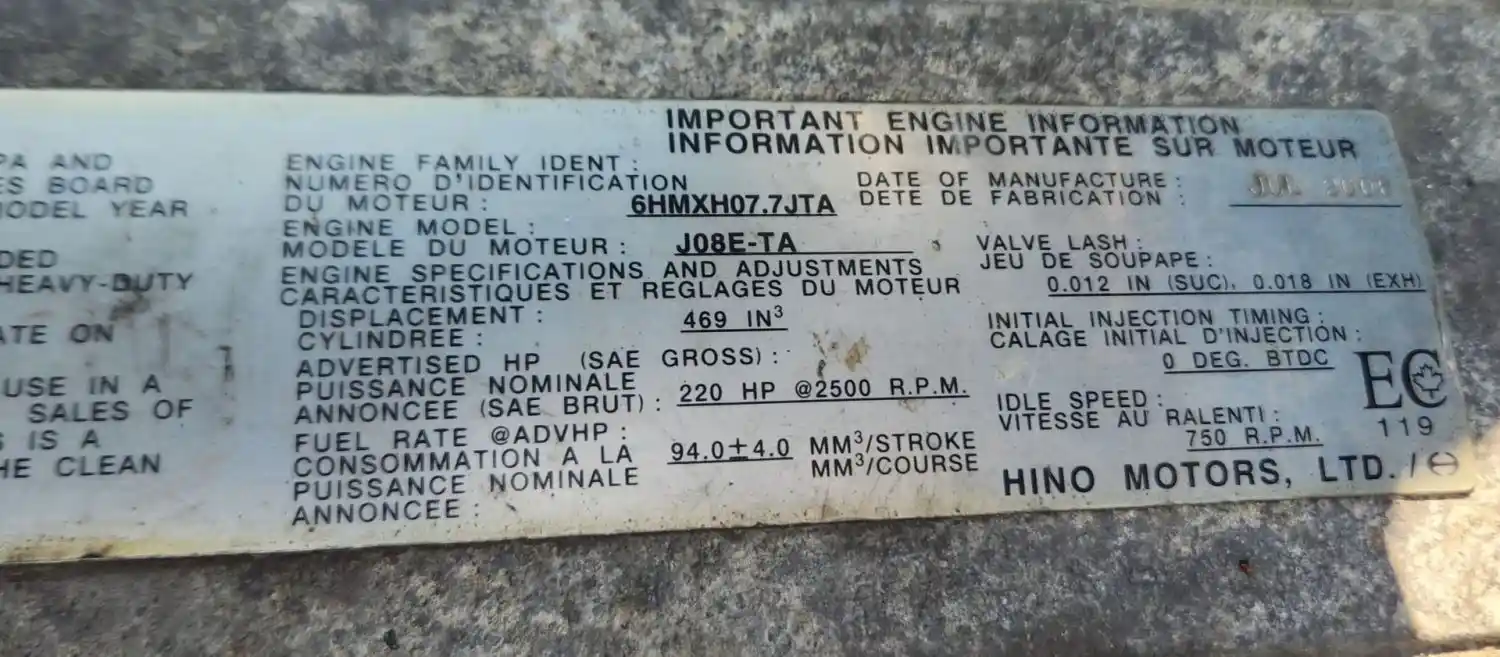 IMPORTANT ENGINE INFORMATION
INFORMATION IMPORTANTE SUR MOTEUR
PA AND
ES BOARD
MODEL YEAR
DED
HEAVY-DUTY
ATE ON
USE IN A
SALES OF
S IS A
HE CLEAN
ENGINE FAMILY IDENT :
NUMERO D'IDENTIFICATION
DU MOTEUR : 6HMXH07.7JTA
DATE OF MANUFACTURE :
DETE DE FABRICATION :
JUL
ENGINE MODEL :
MODELE DU MOTEUR : J08E-TA
ENGINE SPECIFICATIONS AND ADJUSTMENTS
CARACTERISTIQUES ET REGLAGES DU MOTEUR
DISPLACEMENT :
CYLINDREE :
469 IN³
ADVERTISED HP (SAE GROSS) :
PUISSANCE NOMINALE
ANNONCEE (SAE BRUT) :
220 HP @2500 R.P.M.
FUEL RATE @ADVHP :
CONSOMMATION A LA
PUISSANCE NOMINALE
ANNONCEE :
94.0±4.0
MM³/STROKE
MM³/COURSE
VALVE LASH :
JEU DE SOUPAPE :
0.012 IN (SUC), 0.018 IN (EXH)
INITIAL INJECTION TIMING :
CALAGE INITIAL D'INJECTION :
0 DEG. BTDC
IDLE SPEED :
VITESSE AU RALENTI :
750 R.P.M.
EC
119
HINO MOTORS, LTD.